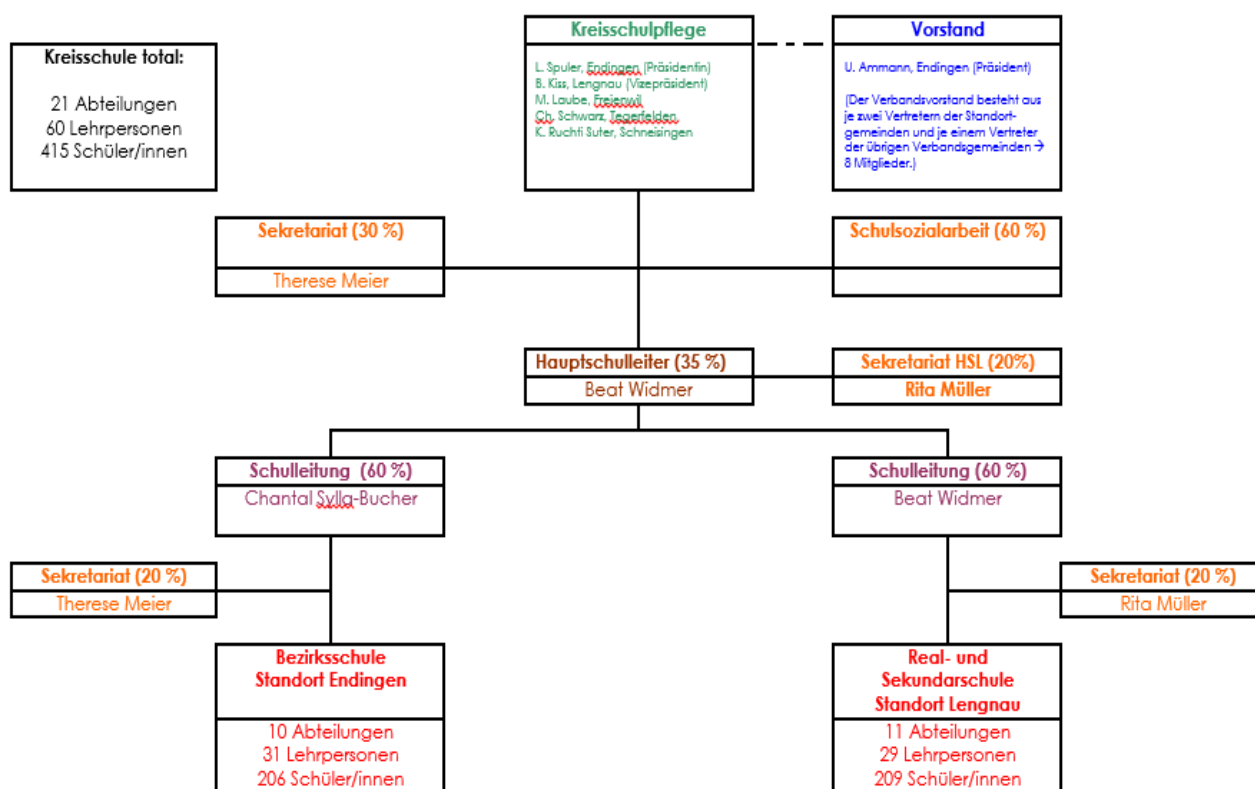 Kreisschule total:
21 Abteilungen
60 Lehrpersonen
415 Schüler/innen
Kreisschulpflege
L. Spuler, Endingen (Präsidentin)
B. Kiss, Lengnau (Vizepräsident)
M. Laube, Freienwil
Ch. Schwarz, Tegerfelden
K. Ruchti Suter, Schneisingen
Vorstand
U. Ammann, Endingen (Präsident)
(Der Verbandsvorstand besteht aus
je zwei Vertretern der Standort-
gemeinden und je einem Vertreter
der übrigen Verbandsgemeinden →
8 Mitglieder.)
Sekretariat (30 %)
Therese Meier
Schulsozialarbeit (60 %)
Hauptschulleiter (35 %)
Beat Widmer
Sekretariat HSL (20%)
Rita Müller
Schulleitung (60 %)
Chantal Sylla-Bucher
Schulleitung (60 %)
Beat Widmer
Sekretariat (20 %)
Therese Meier
Sekretariat (20 %)
Rita Müller
Bezirksschule
Standort Endingen
10 Abteilungen
31 Lehrpersonen
206 Schüler/innen
Real- und
Sekundarschule
Standort Lengnau
11 Abteilungen
29 Lehrpersonen
209 Schüler/innen